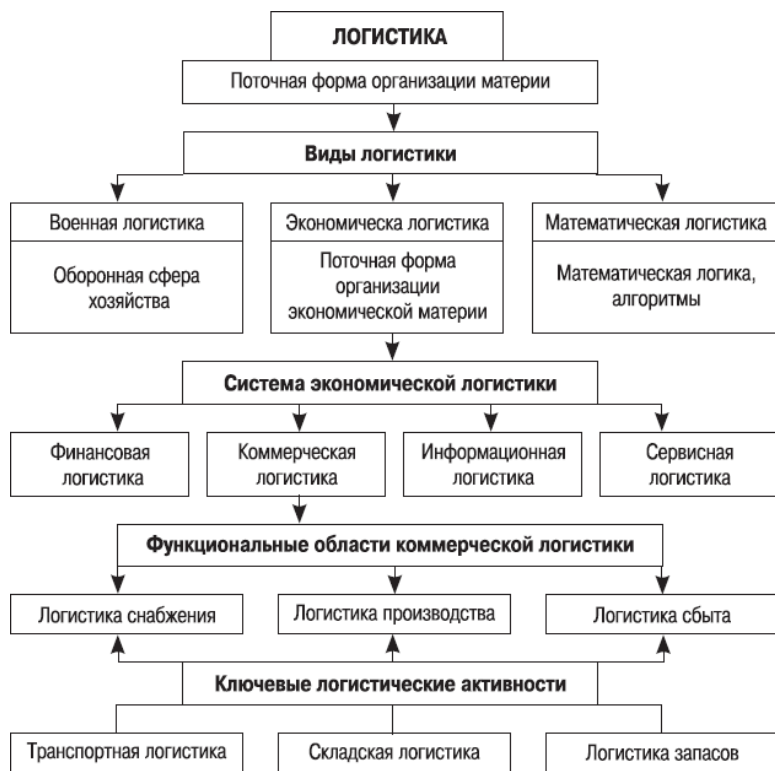 ЛОГИСТИКА
Поточная форма организации материи
Виды логистики
Военная логистика
Оборонная сфера
хозяйства
Экономическа логистика
Поточная форма
организации
экономической материи
Математическая логистика
Математическая логика,
алгоритмы
Система экономической логистики
Финансовая
логистика
Коммерческая
логистика
Информационная
логистика
Сервисная
логистика
Функциональные области коммерческой логистики
Логистика снабжения
Логистика производства
Логистика сбыта
Ключевые логистические активности
Транспортная логистика
Складская логистика
Логистика запасов